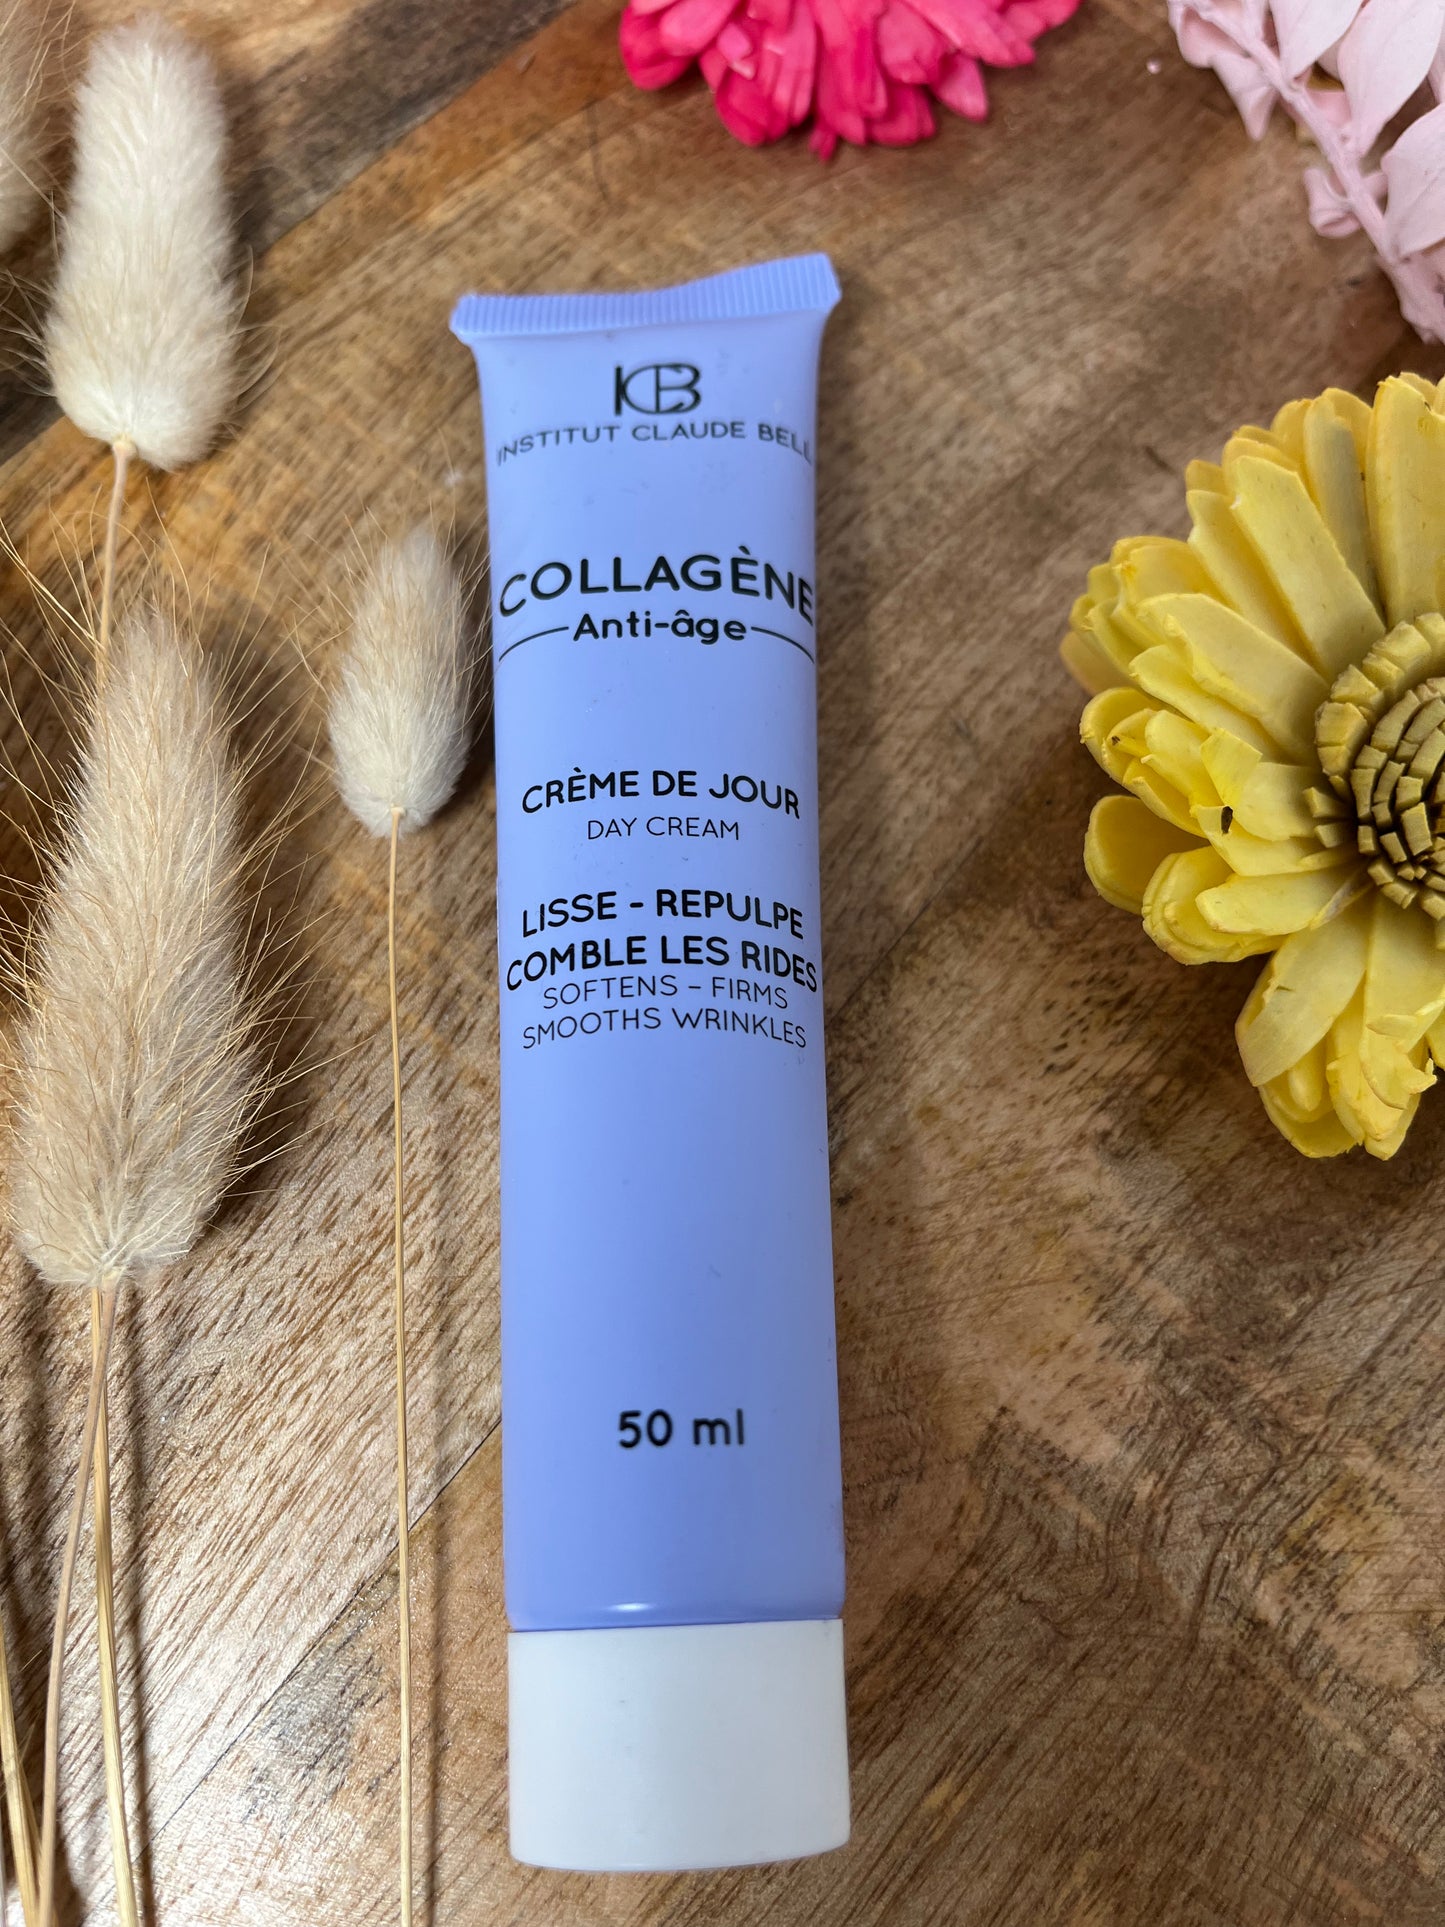 ICB
INSTITUT CLAUDE BELL
COLLAGÈNE
Anti-âge
CRÈME DE JOUR
DAY CREAM
LISSE - REPULPE
COMBLE LES RIDES
SOFTENS - FIRMS
SMOOTHS WRINKLES
50 ml